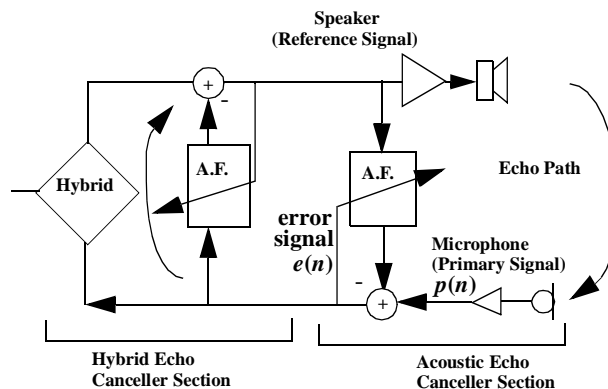 Speaker
(Reference Signal)
+
-
Hybrid
A.F.
A.F.
Echo Path
error
signal
e(n)
Microphone
(Primary Signal)
p(n)
-
+
Hybrid Echo
Canceller Section
Acoustic Echo
Canceller Section